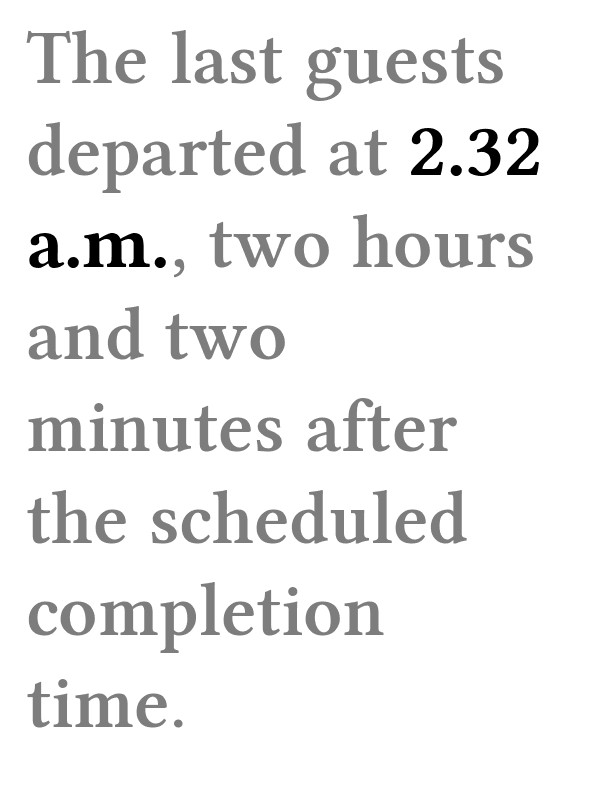 The last guests
departed at 2.32
a.m., two hours
and two
minutes after
the scheduled
completion
time.